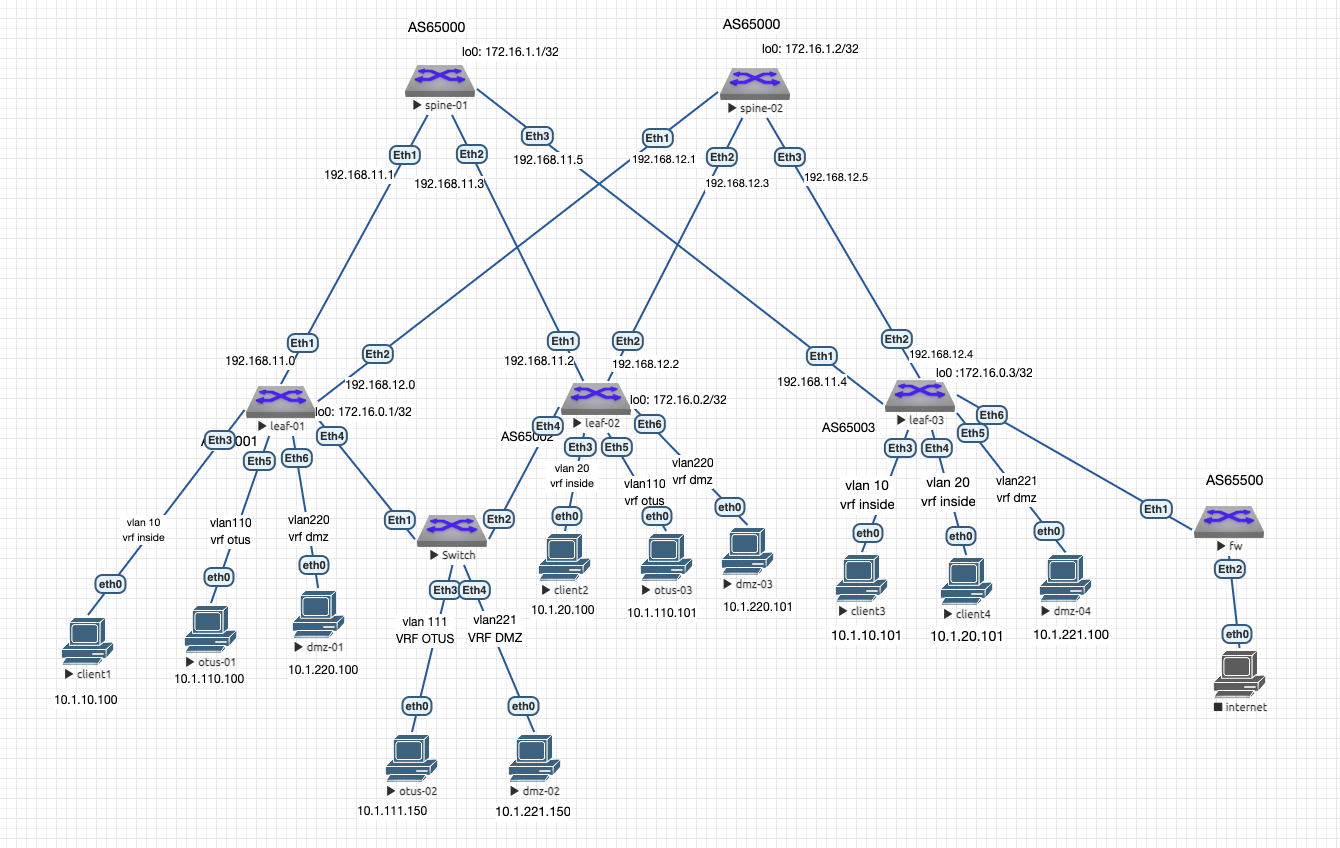 AS65000
AS65000
lo0: 172.16.1.1/32
lo0: 172.16.1.2/32
spine-01
spine-02
Eth3
Eth1
Eth1
Eth2
Eth2
Eth3
192.168.11.5
192.168.12.1
192.168.11.1
192.168.11.3
192.168.12.3
192.168.12.5
Eth1
Eth2
Eth1
Eth2
Eth1
Eth2
192.168.11.0
192.168.12.0
192.168.11.2
192.168.12.2
192.168.11.4
192.168.12.4
lo0 :172.16.0.3/32
lo0: 172.16.0.1/32
lo0: 172.16.0.2/32
leaf-01
leaf-02
leaf-03
AS65003
AS65500
Eth3
001
Eth5
Eth6
Eth4
Eth4
Eth3
Eth5
Eth6
Eth3
Eth4
Eth5
Eth6
AS65002
vlan 10
vrf inside
vlan110
vrf otus
vlan220
vrf dmz
Eth1
Switch
Eth2
vlan 20
vrf inside
vlan110
vrf otus
vlan220
vrf dmz
vlan 10
vrf inside
vlan 20
vrf inside
vlan221
vrf dmz
Eth1
fw
Eth2
eth0
eth0
eth0
eth0
eth0
eth0
eth0
eth0
eth0
eth0
client1
10.1.10.100
otus-01
10.1.110.100
dmz-01
10.1.220.100
Eth3
Eth4
vlan 111
VRF OTUS
vlan221
VRF DMZ
client2
10.1.20.100
otus-03
10.1.110.101
dmz-03
10.1.220.101
client3
10.1.10.101
client4
10.1.20.101
dmz-04
10.1.221.100
internet
eth0
eth0
otus-02
10.1.111.150
dmz-02
10.1.221.150